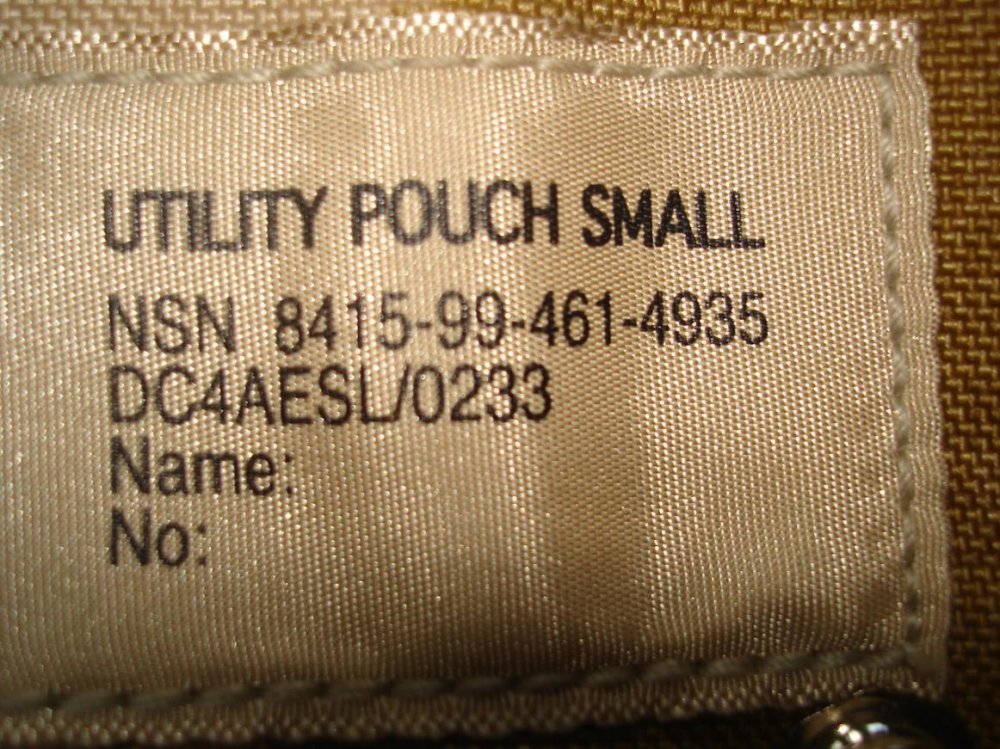 UTILITY POUCH SMALL
NSN 8415-99-461-4935
DC4AESL/0233
Name:
No: